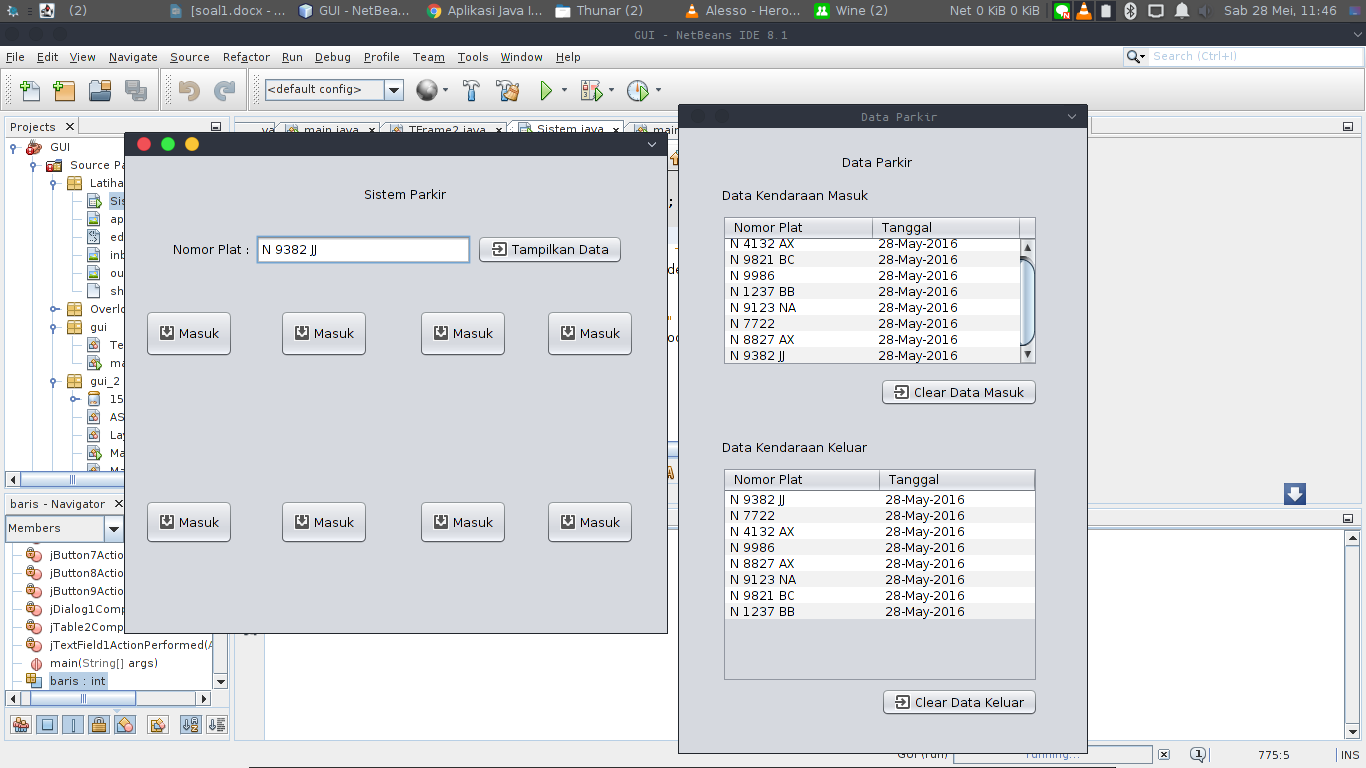 (2)
[soal1.docx - ...
GUI - NetBea...
Aplikasi Java I...
Thunar (2)
Alesso - Hero...
Wine (2)
Net 0 KiB 0 KiB
Sab 28 Mei, 11:46
GUI - NetBeans IDE 8.1
File Edit View Navigate Source Refactor Run Debug Profile Team Tools Window Help
Search (Ctrl+I)
<default config>
Projects
GUI
Source Pa
Latiha
Sis
ap
ed
inb
ou
sh
Overlo
gui
Te
ma
gui_2
15
AS
Lay
Ma
va
main.java
TFrame2.java
Sistem.java
main
Sistem Parkir
Nomor Plat :
N 9382 JJ
Tampilkan Data
Masuk Masuk Masuk Masuk
Masuk Masuk Masuk Masuk
Data Parkir
Data Parkir
Data Kendaraan Masuk
Nomor Plat Tanggal
N 4132 AX 28-May-2016
N 9821 BC 28-May-2016
N 9986 28-May-2016
N 1237 BB 28-May-2016
N 9123 NA 28-May-2016
N 7722 28-May-2016
N 8827 AX 28-May-2016
N 9382 JJ 28-May-2016
Clear Data Masuk
Data Kendaraan Keluar
Nomor Plat Tanggal
N 9382 JJ 28-May-2016
N 7722 28-May-2016
N 4132 AX 28-May-2016
N 9986 28-May-2016
N 8827 AX 28-May-2016
N 9123 NA 28-May-2016
N 9821 BC 28-May-2016
N 1237 BB 28-May-2016
Clear Data Keluar
baris - Navigator
Members
jButton7Actio
jButton8Actio
jButton9Actio
jDialog1Comp
jTable2Comp
jTextField1ActionPerformed(A
main(String[] args)
baris : int
GUI (run)
running...
1
775:5
INS